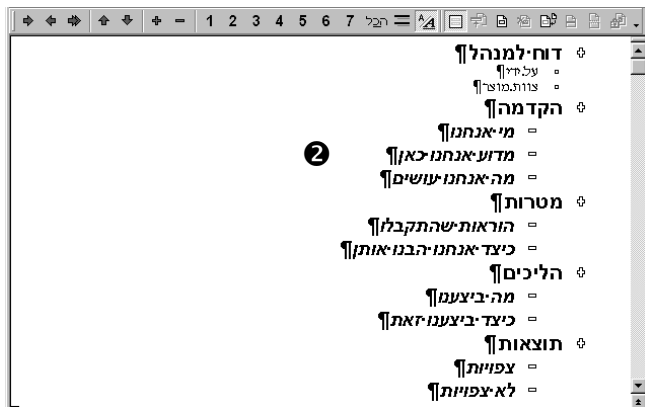 1 2 3 4 5 6 7 הכל
דוח·למנהל¶
על·ידי¶
צוות·מוצר¶
הקדמה¶
מי·אנחנו¶
❷
מדוע·אנחנו·כאן¶
מה·אנחנו·עושים¶
מטרות¶
הוראות·שהתקבלו¶
כיצד·אנחנו·הבנו·אותן¶
הליכים¶
מה·ביצענו¶
כיצד·ביצענו·זאת¶
תוצאות¶
צפויות¶
לא·צפויות¶